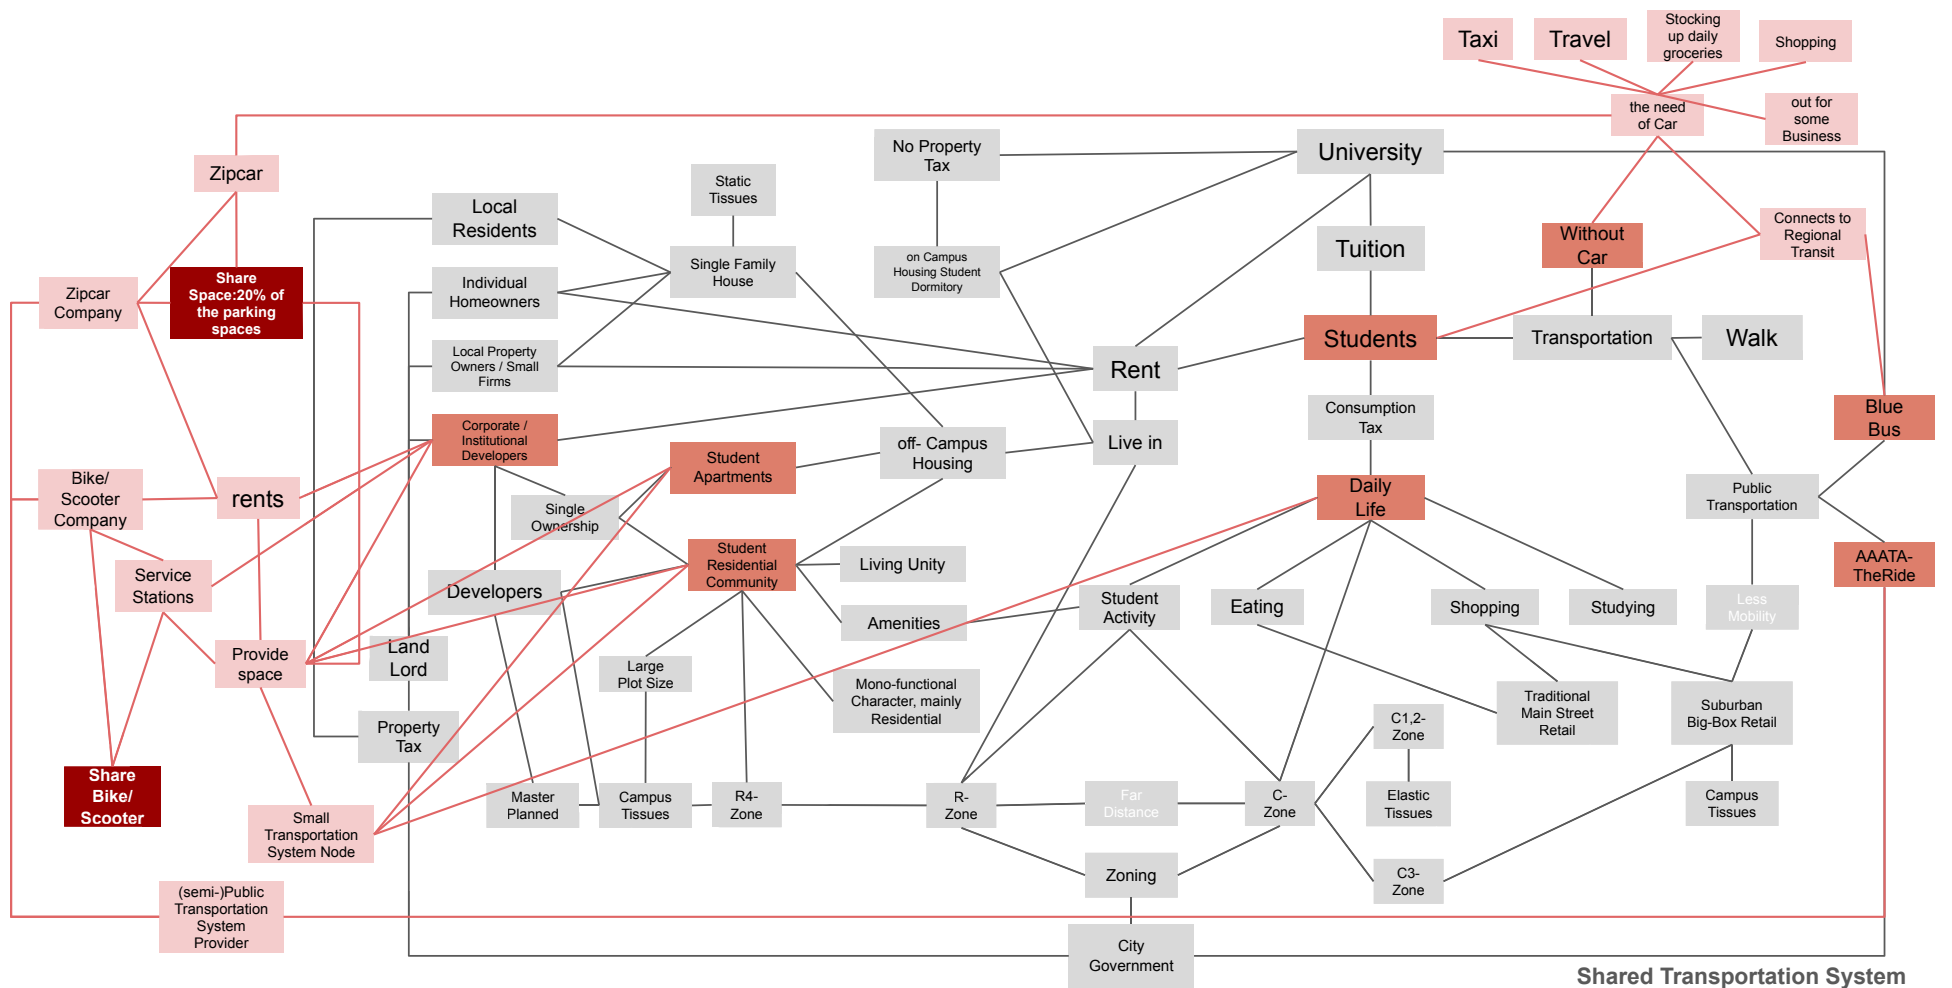 Taxi
Travel
Stocking
up daily
groceries
Shopping
the need
of Car
out for
some
Business
Zipcar
No Property
Tax
University
Static
Tissues
Local
Residents
Single Family
House
on Campus
Housing Student
Dormitory
Tuition
Without
Car
Connects to
Regional
Transit
Zipcar
Company
Share
Space:20% of
the parking
spaces
Individual
Homeowners
Local Property
Owners / Small
Firms
Rent
Students
Transportation
Walk
Corporate /
Institutional
Developers
Student
Apartments
off- Campus
Housing
Live in
Consumption
Tax
Blue
Bus
Bike/
Scooter
Company
rents
Single
Ownership
Daily
Life
Public
Transportation
Service
Stations
Developers
Student
Residential
Community
Living Unity
Amenities
Student
Activity
Eating
Shopping
Studying
Less
Mobility
AAATA-
TheRide
Provide
space
Land
Lord
Large
Plot Size
Mono-functional
Character, mainly
Residential
Traditional
Main Street
Retail
Suburban
Big-Box Retail
Property
Tax
C1,2-
Zone
Share
Bike/
Scooter
Small
Transportation
System Node
Master
Planned
Campus
Tissues
R4-
Zone
R-
Zone
Far
Distance
C-
Zone
Elastic
Tissues
Campus
Tissues
Zoning
C3-
Zone
(semi-)Public
Transportation
System
Provider
City
Government
Shared Transportation System